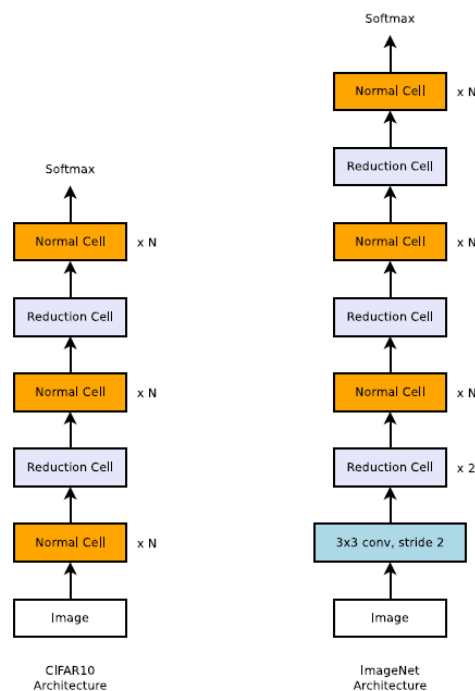 Softmax
Normal Cell x N
Reduction Cell
Normal Cell x N
Reduction Cell
Normal Cell x N
Image
CIFAR10
Architecture
Softmax
Normal Cell x N
Reduction Cell
Normal Cell x N
Reduction Cell
Normal Cell x N
Reduction Cell x 2
3x3 conv, stride 2
Image
ImageNet
Architecture